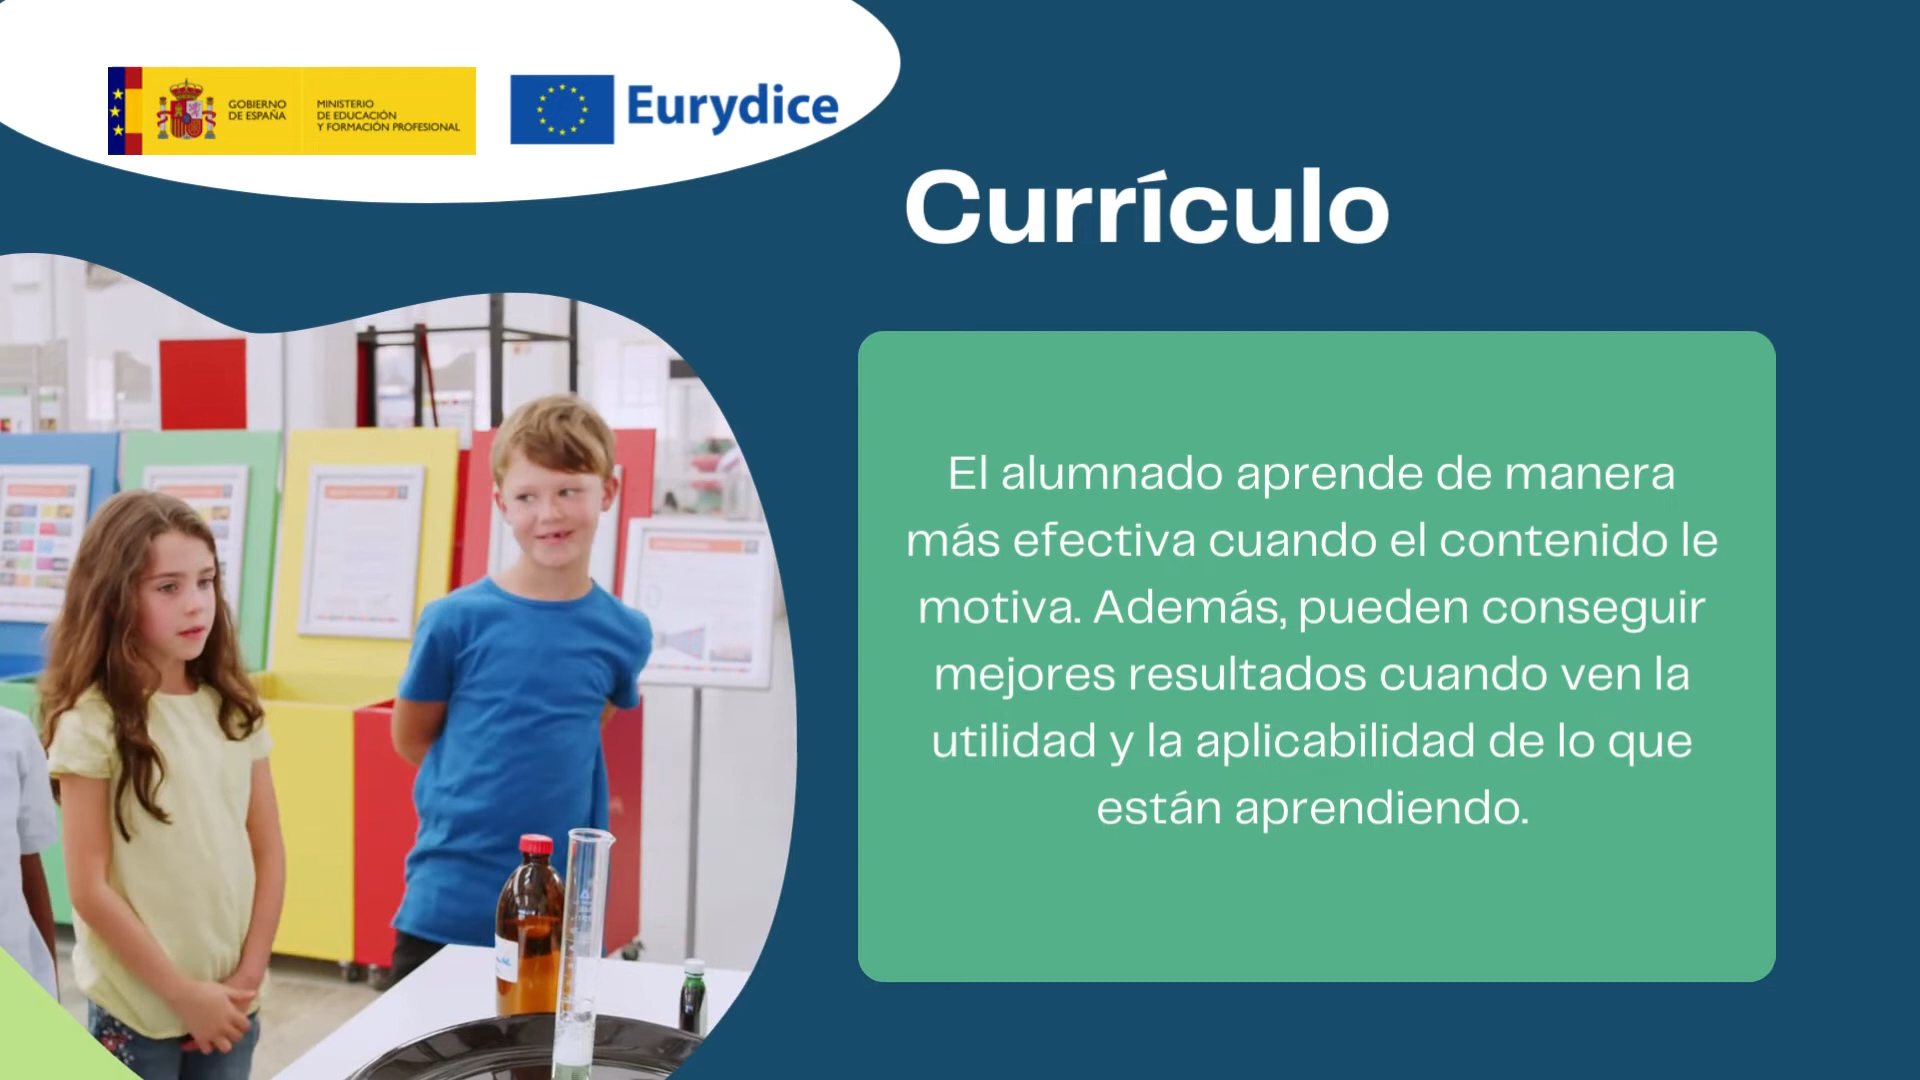 GOBIERNO
DE ESPAÑA
MINISTERIO
DE EDUCACIÓN
Y FORMACIÓN PROFESIONAL
Eurydice
Currículo
El alumnado aprende de manera
más efectiva cuando el contenido le
motiva. Además, pueden conseguir
mejores resultados cuando ven la
utilidad y la aplicabilidad de lo que
están aprendiendo.